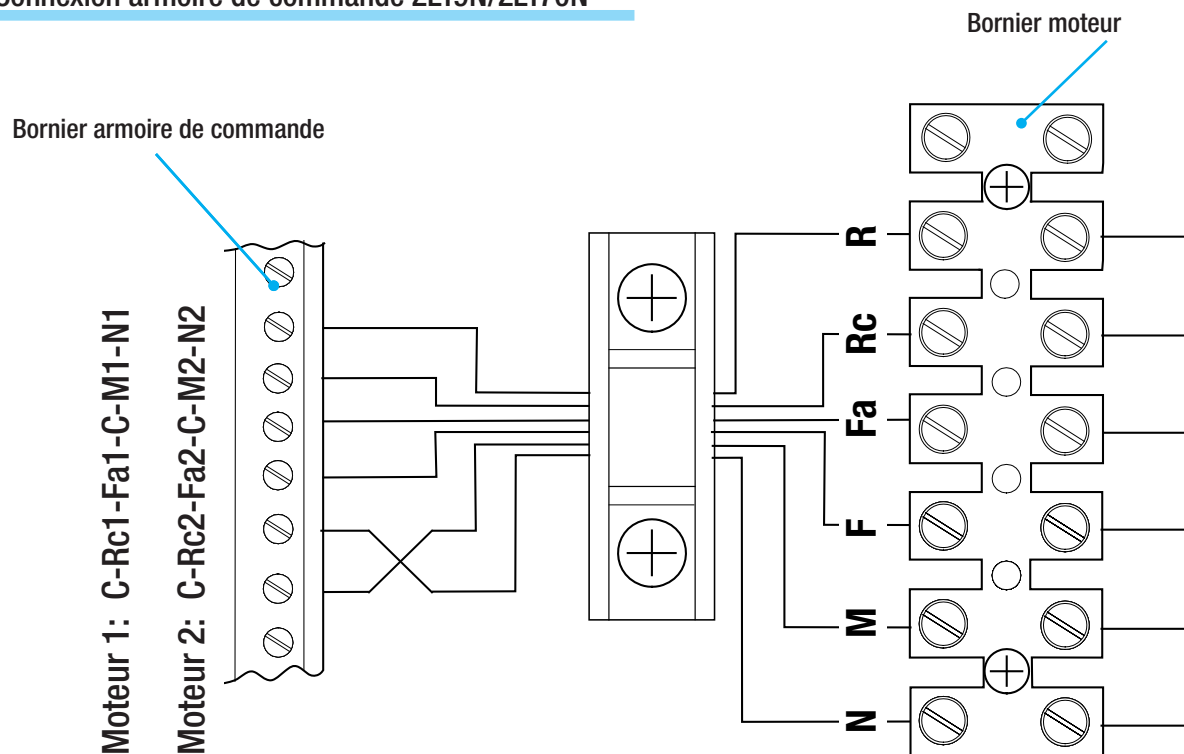 Connexion armoire de commande ZL19N/ZL170N
Bornier moteur
Bornier armoire de commande
Moteur 1: C-Rc1-Fa1-C-M1-N1
Moteur 2: C-Rc2-Fa2-C-M2-N2
R
Rc
Fa
F
M
N